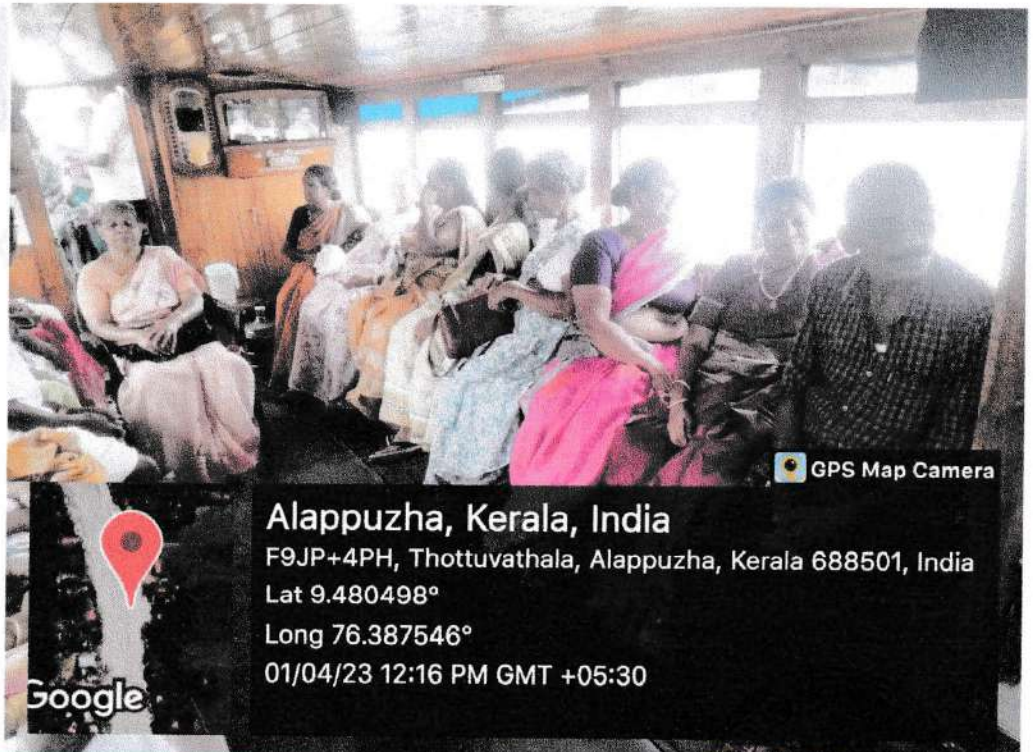 GPS Map Camera
Alappuzha, Kerala, India
F9JP+4PH, Thottuvathala, Alappuzha, Kerala 688501, India
Lat 9.480498°
Long 76.387546°
01/04/23 12:16 PM GMT +05:30
Google